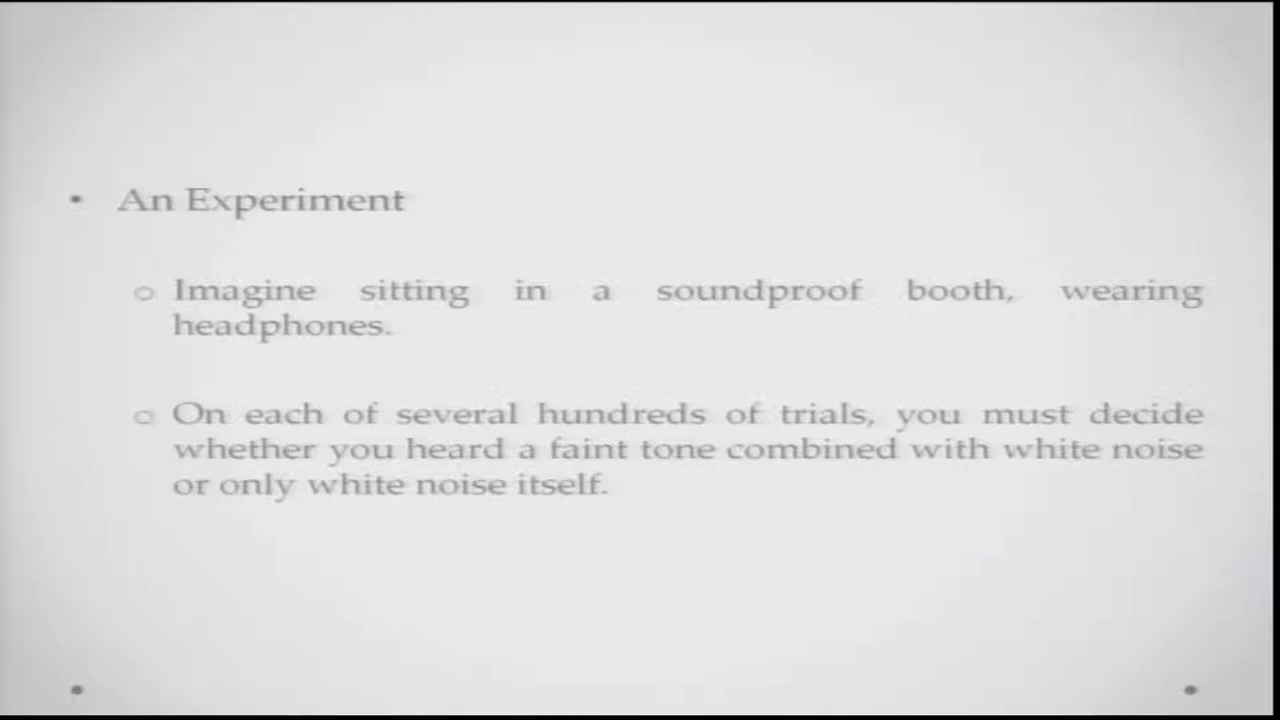 • An Experiment
o Imagine sitting in a soundproof booth, wearing
headphones.
o On each of several hundreds of trials, you must decide
whether you heard a faint tone combined with white noise
or only white noise itself.